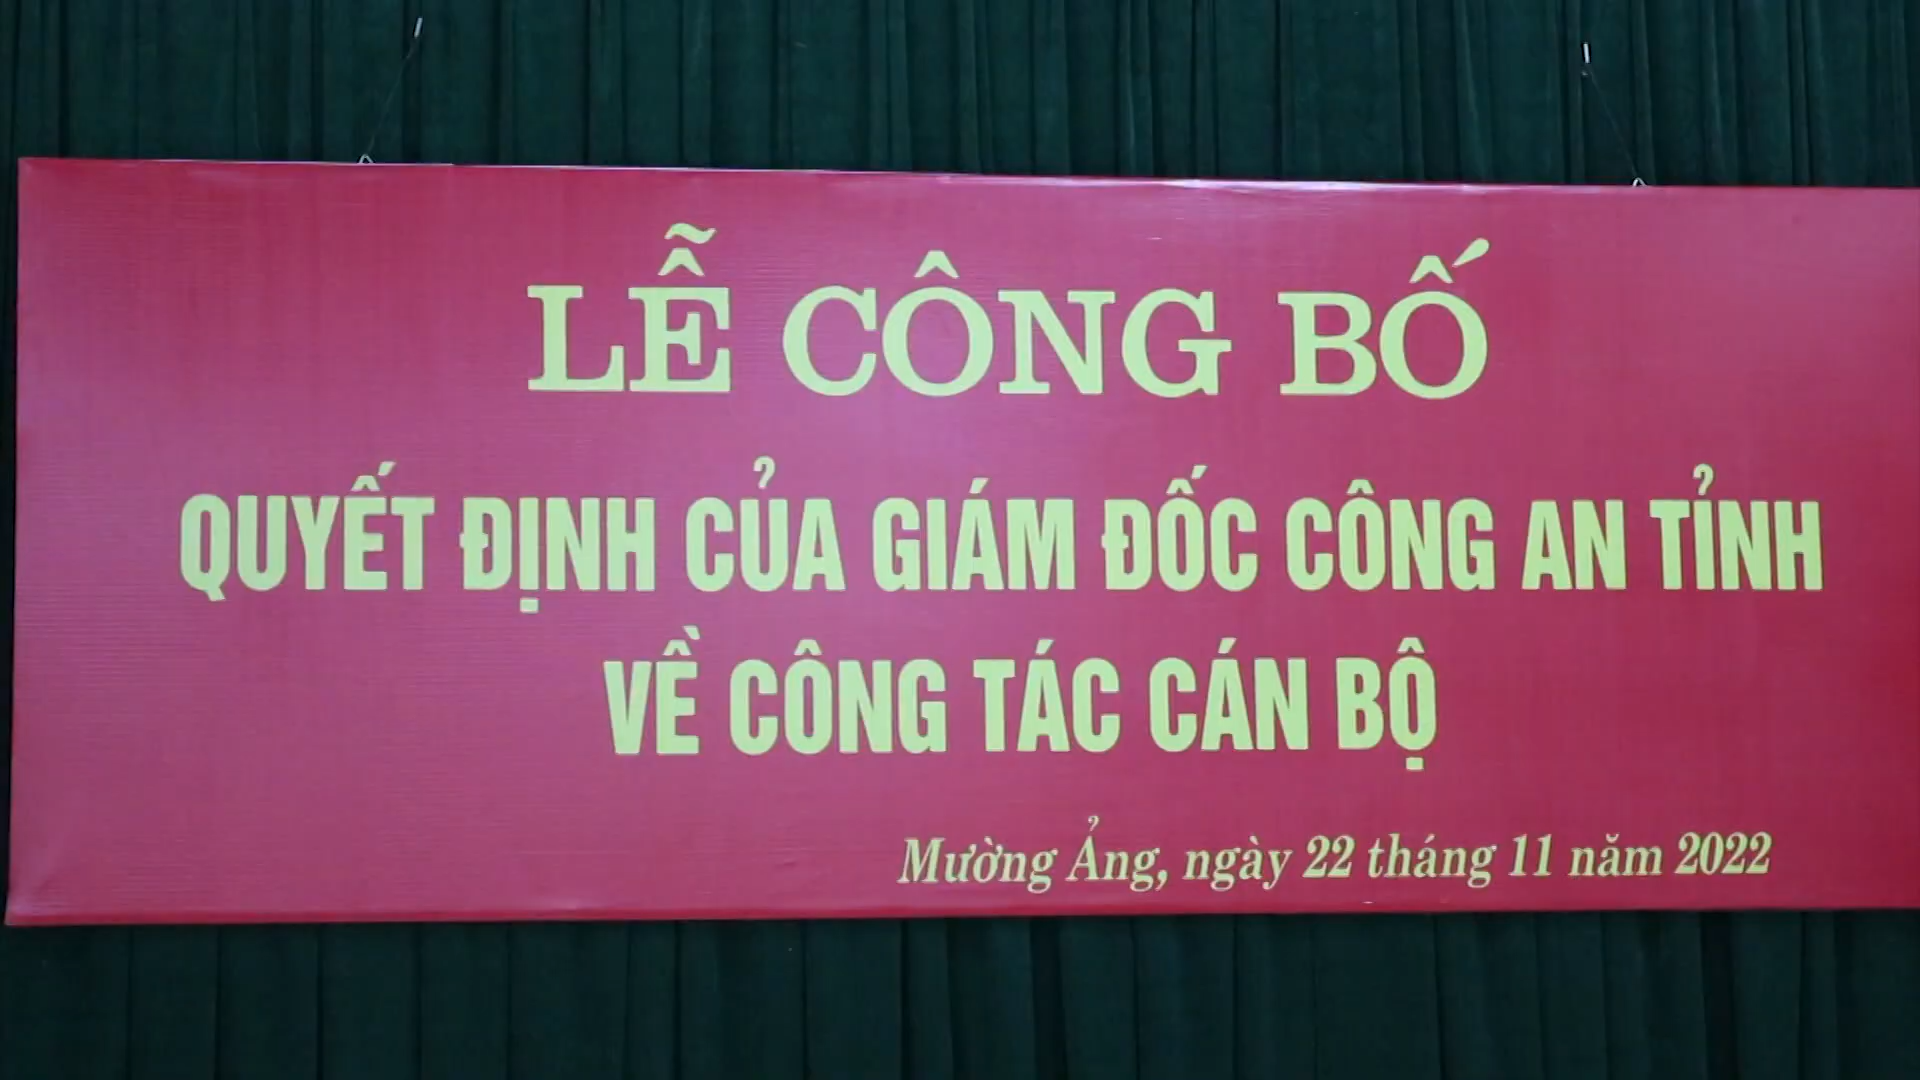 LỄ CÔNG BỐ
QUYẾT ĐỊNH CỦA GIÁM ĐỐC CÔNG AN TỈNH
VỀ CÔNG TÁC CÁN BỘ
Mường Ảng, ngày 22 tháng 11 năm 2022